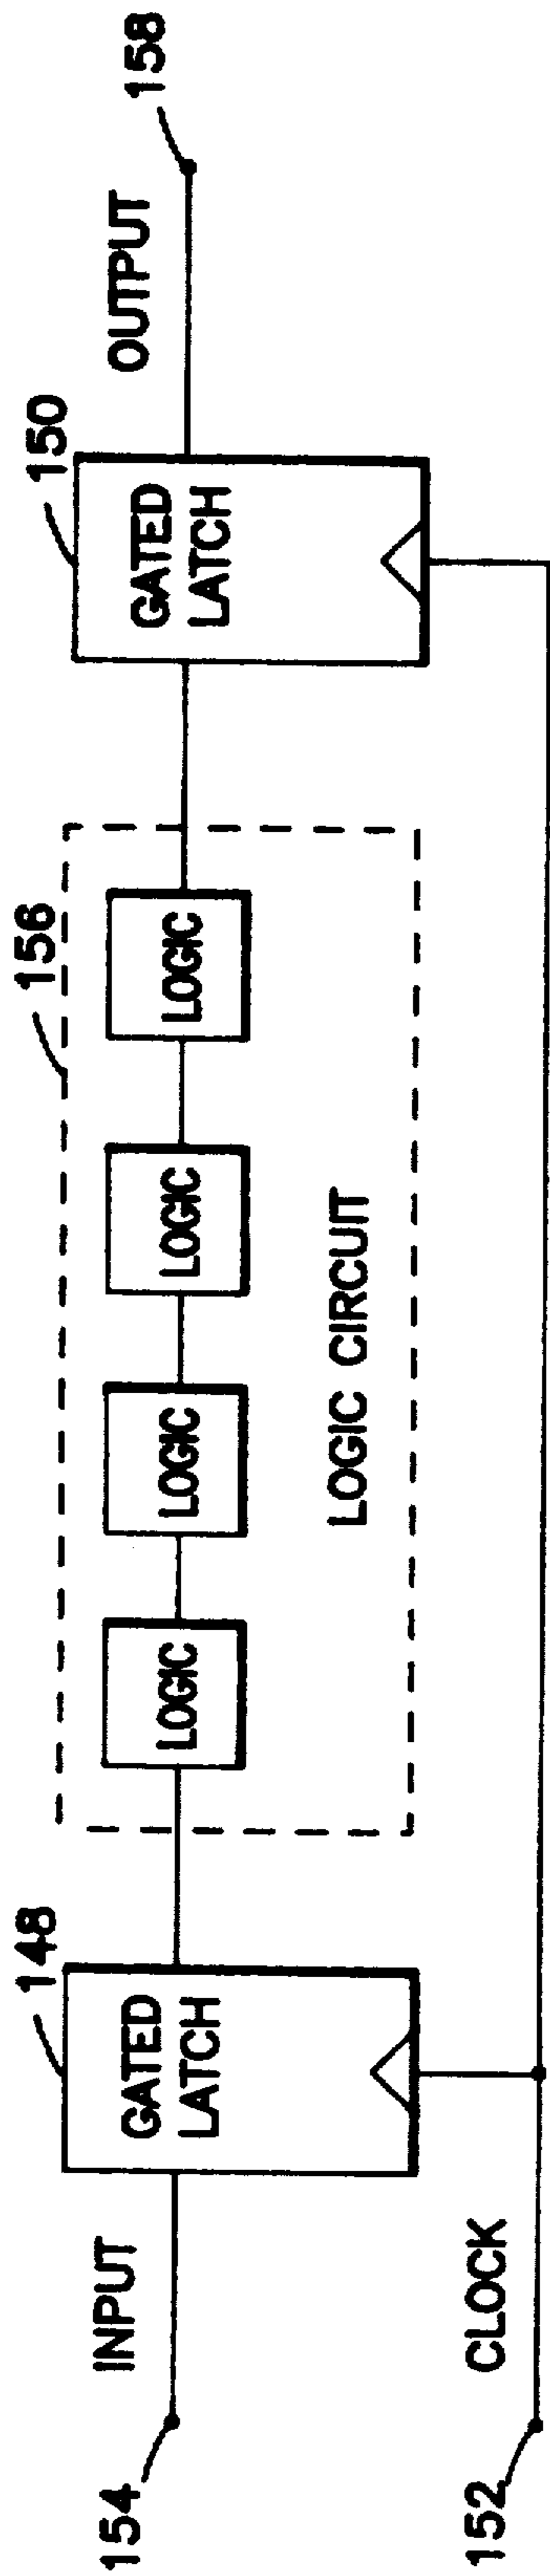 154
INPUT
148
GATED
LATCH
156
LOGIC
LOGIC
LOGIC
LOGIC
LOGIC CIRCUIT
150
GATED
LATCH
OUTPUT
158
152
CLOCK